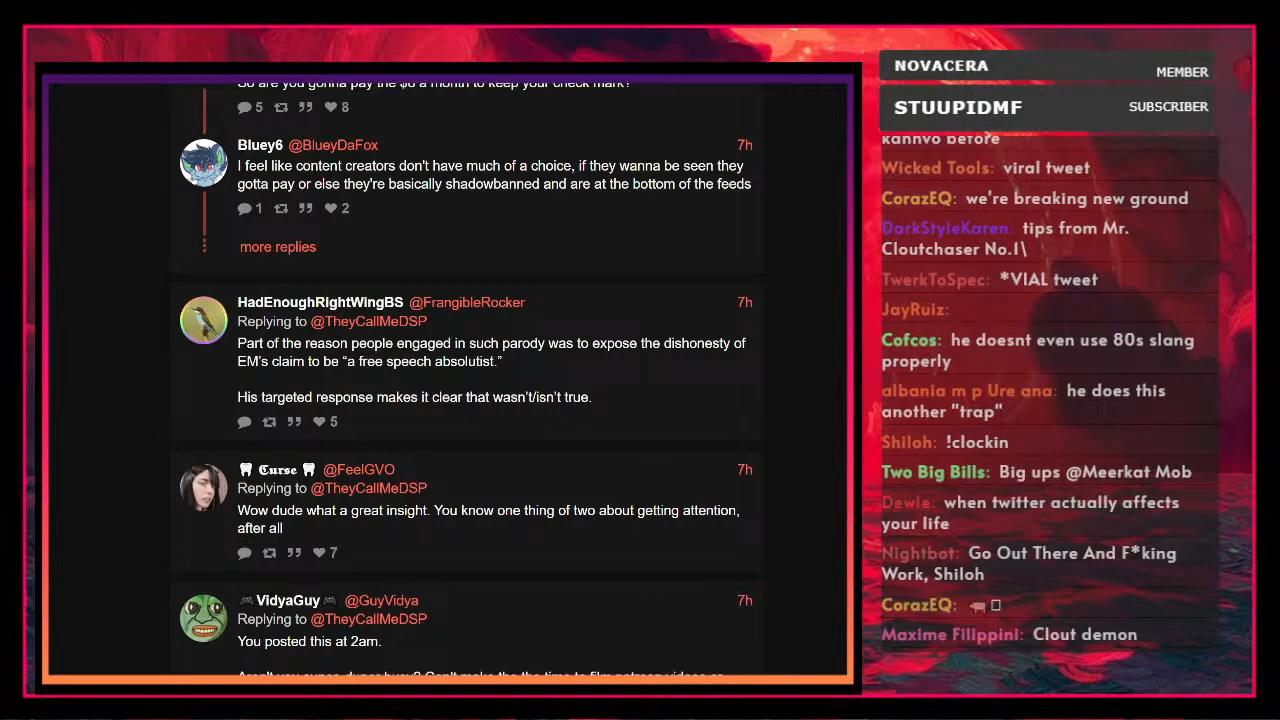 So are you gonna pay the $8 a month to keep your check mark?
5 8
Bluey6 @BlueyDaFox 7h
I feel like content creators don't have much of a choice, if they wanna be seen they
gotta pay or else they're basically shadowbanned and are at the bottom of the feeds
1 2
more replies
HadEnoughRIghtWingBS @FrangibleRocker 7h
Replying to @TheyCallMeDSP
Part of the reason people engaged in such parody was to expose the dishonesty of
EM's claim to be “a free speech absolutist.”
His targeted response makes it clear that wasn't/isn't true.
5
🦷 𝕮𝖚𝖗𝖘𝖊 🦷 @FeelGVO 7h
Replying to @TheyCallMeDSP
Wow dude what a great insight. You know one thing of two about getting attention,
after all
7
🎮VidyaGuy🎮 @GuyVidya 7h
Replying to @TheyCallMeDSP
You posted this at 2am.
NOVACERA MEMBER
STUUPIDMF SUBSCRIBER
kahnvo before
Wicked Tools: viral tweet
CorazEQ: we're breaking new ground
DarkStyleKaren: tips from Mr.
Cloutchaser No.1\
TwerkToSpec: *VIAL tweet
JayRuiz:
Cofcos: he doesnt even use 80s slang
properly
albania m p Ure ana: he does this
another "trap"
Shiloh: !clockin
Two Big Bills: Big ups @Meerkat Mob
Dewie: when twitter actually affects
your life
Nightbot: Go Out There And F*king
Work, Shiloh
CorazEQ:
Maxime Filippini: Clout demon